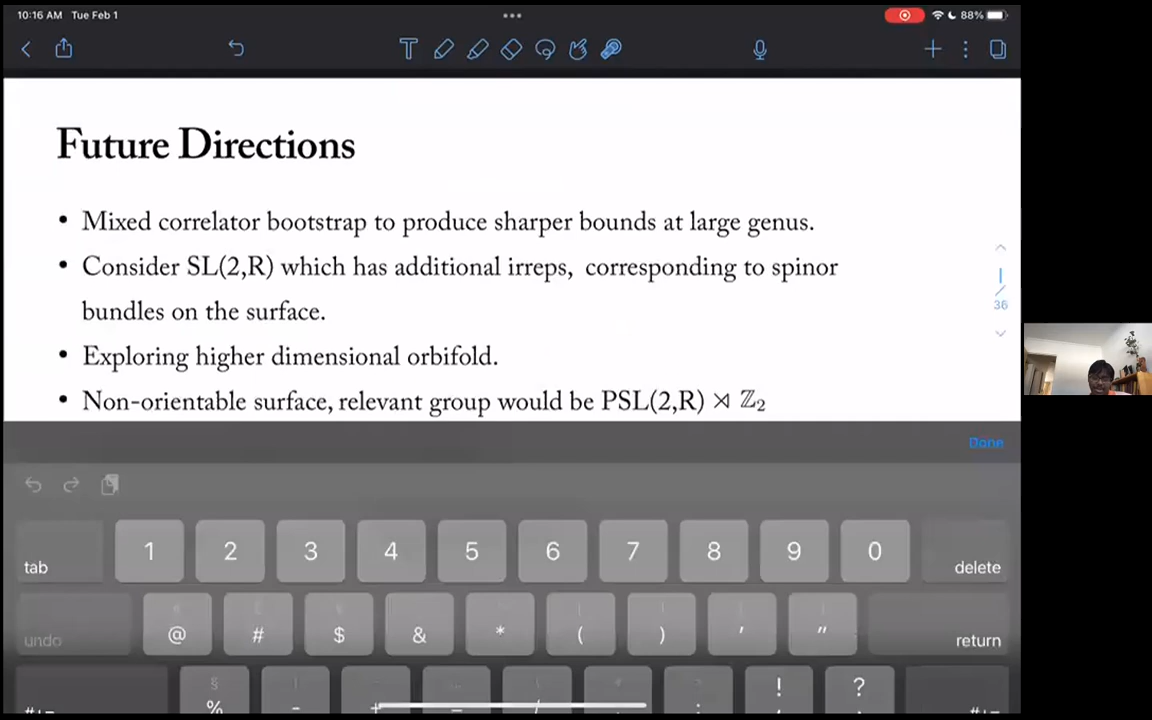 10:16 AM Tue Feb 1
88%
Future Directions
• Mixed correlator bootstrap to produce sharper bounds at large genus.
• Consider SL(2,R) which has additional irreps, corresponding to spinor
bundles on the surface.
• Exploring higher dimensional orbifold.
• Non-orientable surface, relevant group would be PSL(2,R) ⋊ ℤ₂
1
/
36
Done
tab 1 2 3 4 5 6 7 8 9 0 delete
undo @ # $ & * ( ) ' " return
§
#+= % - + = / ; : ! ? #+=